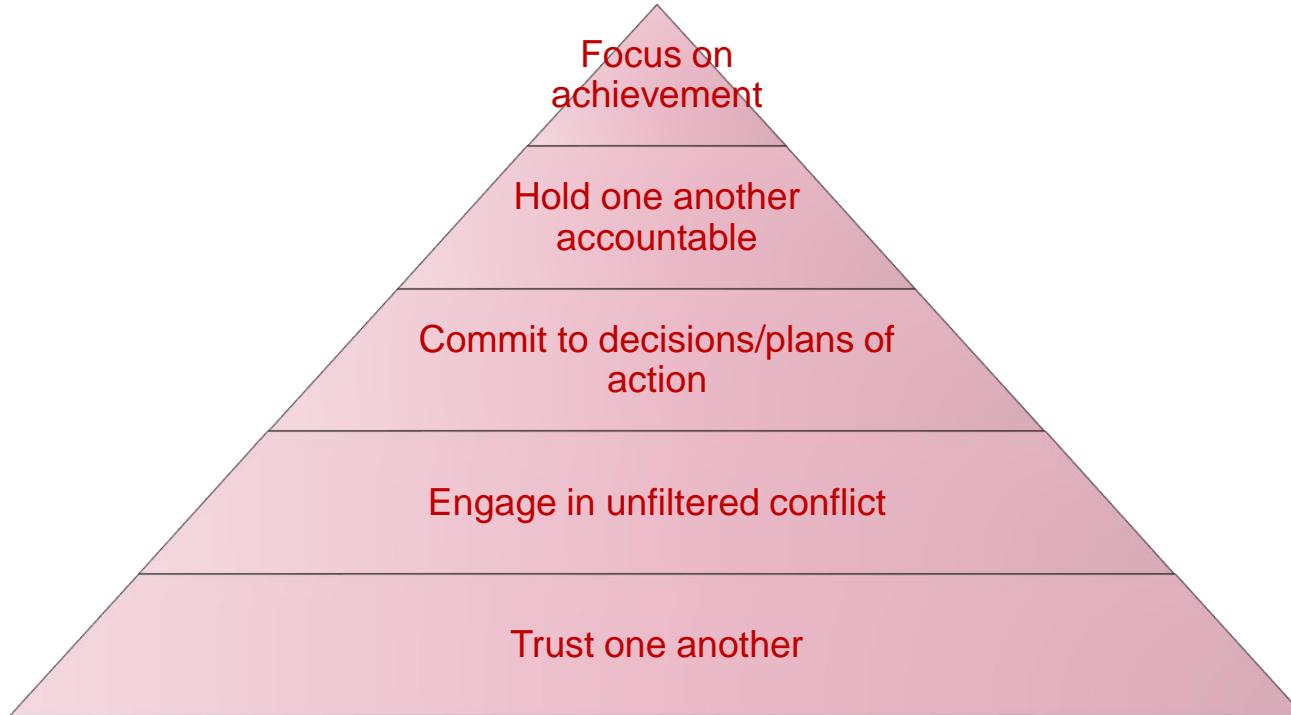 Focus on
achievement
Hold one another
accountable
Commit to decisions/plans of
action
Engage in unfiltered conflict
Trust one another